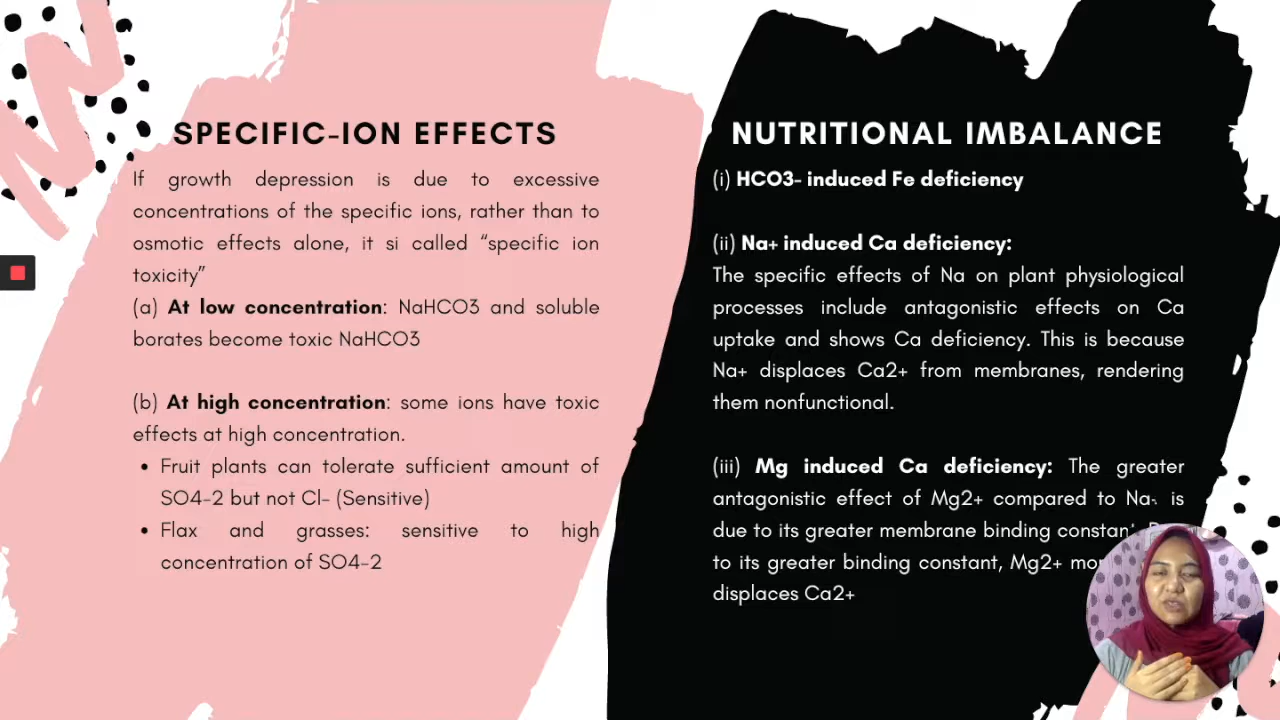 SPECIFIC-ION EFFECTS
If growth depression is due to excessive
concentrations of the specific ions, rather than to
osmotic effects alone, it si called “specific ion
toxicity”
(a) At low concentration: NaHCO3 and soluble
borates become toxic NaHCO3
(b) At high concentration: some ions have toxic
effects at high concentration.
• Fruit plants can tolerate sufficient amount of
SO4-2 but not Cl- (Sensitive)
• Flax and grasses: sensitive to high
concentration of SO4-2
NUTRITIONAL IMBALANCE
(i) HCO3- induced Fe deficiency
(ii) Na+ induced Ca deficiency:
The specific effects of Na on plant physiological
processes include antagonistic effects on Ca
uptake and shows Ca deficiency. This is because
Na+ displaces Ca2+ from membranes, rendering
them nonfunctional.
(iii) Mg induced Ca deficiency: The greater
antagonistic effect of Mg2+ compared to is
due to its greater membrane binding
to its greater binding constant, Mg2+
displaces Ca2+